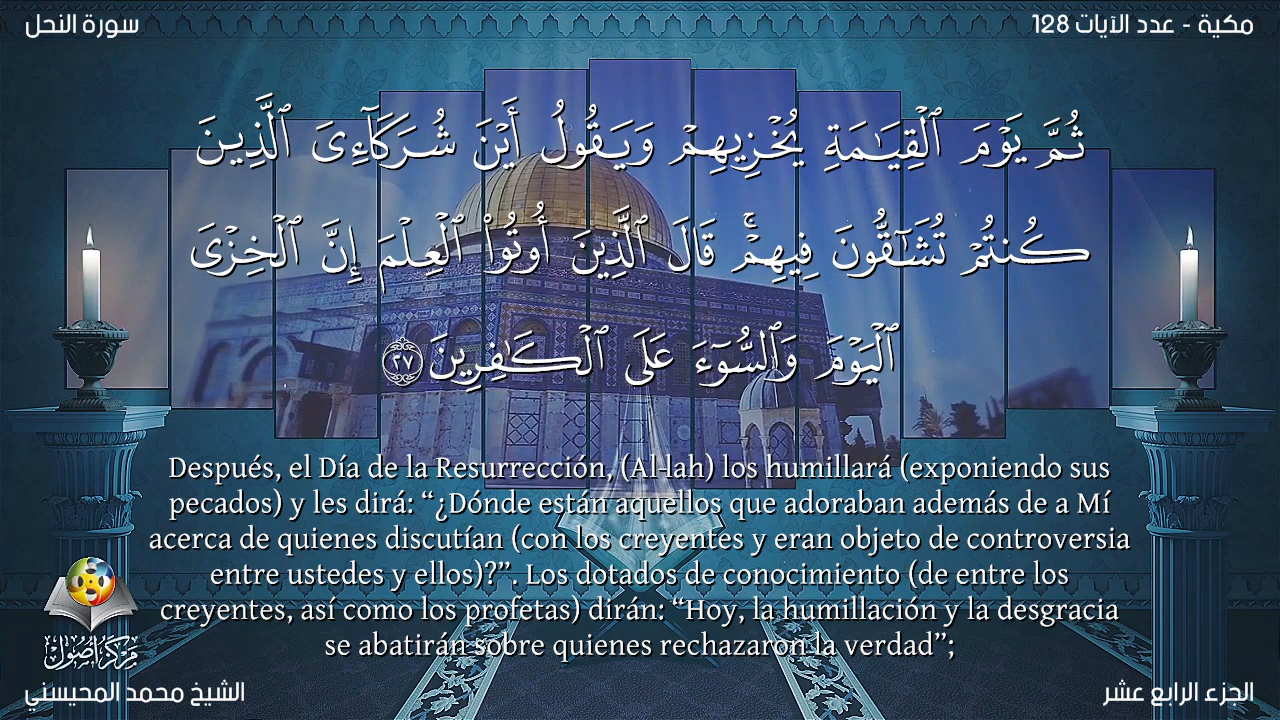 سورة النحل
مكية - عدد الآيات 128
ثُمَّ يَوْمَ ٱلْقِيَـٰمَةِ يُخْزِيهِمْ وَيَقُولُ أَيْنَ شُرَكَآءِىَ ٱلَّذِينَ
كُنتُمْ تُشَـٰٓقُّونَ فِيهِمْ ۚ قَالَ ٱلَّذِينَ أُوتُوا۟ ٱلْعِلْمَ إِنَّ ٱلْخِزْىَ
ٱلْيَوْمَ وَٱلسُّوٓءَ عَلَى ٱلْكَـٰفِرِينَ ٢٧
Después, el Día de la Resurrección, (Al-lah) los humillará (exponiendo sus
pecados) y les dirá: “¿Dónde están aquellos que adoraban además de a Mí
acerca de quienes discutían (con los creyentes y eran objeto de controversia
entre ustedes y ellos)?”. Los dotados de conocimiento (de entre los
creyentes, así como los profetas) dirán: “Hoy, la humillación y la desgracia
se abatirán sobre quienes rechazaron la verdad”;
مركز أصول
الشيخ محمد المحيسني
الجزء الرابع عشر